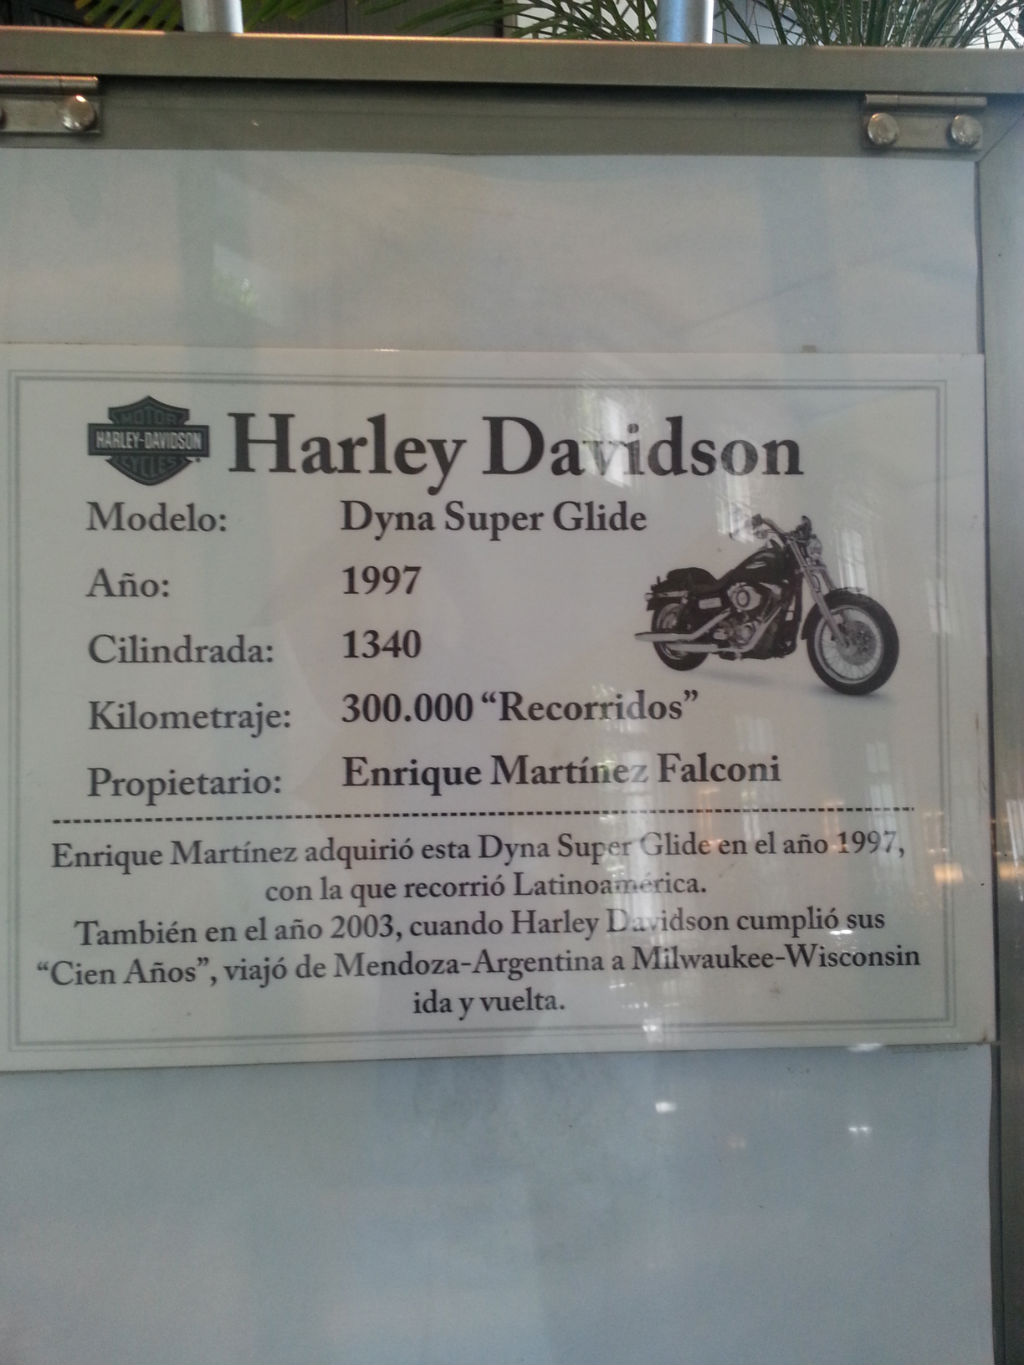 MOTOR
HARLEY-DAVIDSON
CYCLES
Harley Davidson
Modelo: Dyna Super Glide
Año: 1997
Cilindrada: 1340
Kilometraje: 300.000 “Recorridos”
Propietario: Enrique Martínez Falconi
Enrique Martínez adquirió esta Dyna Super Glide en el año 1997,
con la que recorrió Latinoamérica.
También en el año 2003, cuando Harley Davidson cumplió sus
“Cien Años”, viajó de Mendoza-Argentina a Milwaukee-Wisconsin
ida y vuelta.